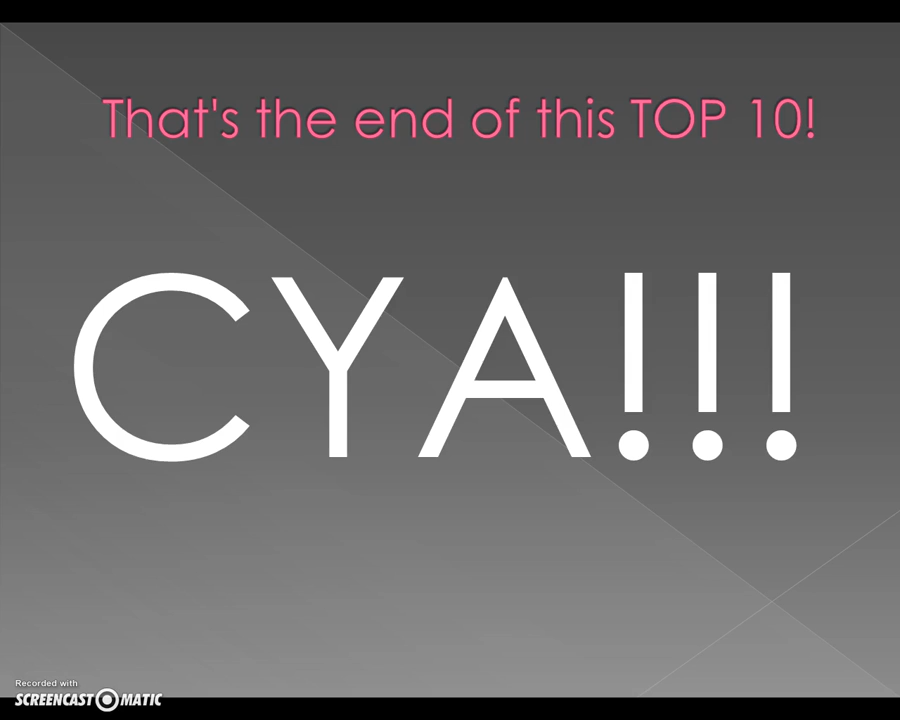 That's the end of this TOP 10!
CYA!!!
Recorded with
SCREENCAST MATIC